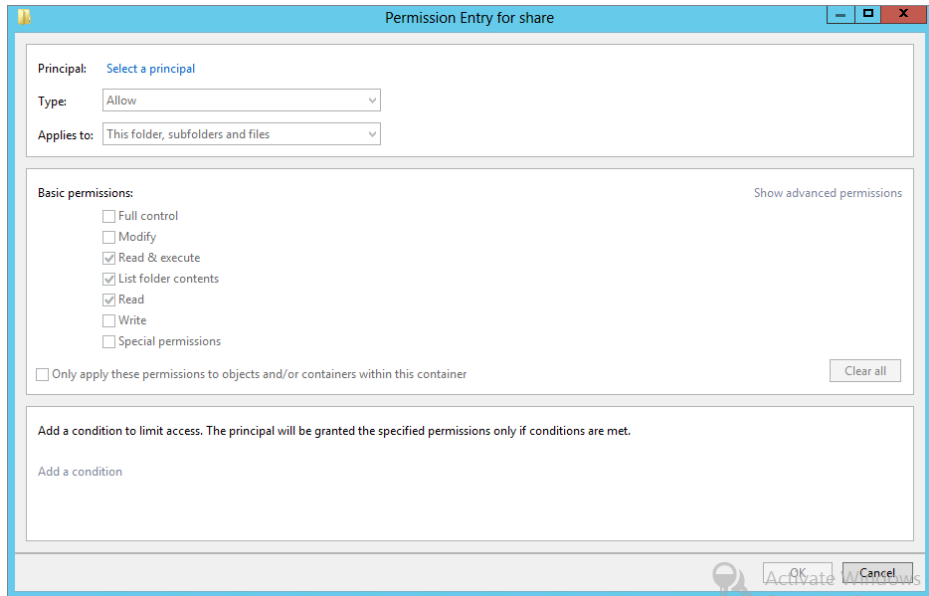 Permission Entry for share
Principal: Select a principal
Type: Allow
Applies to: This folder, subfolders and files
Basic permissions: Show advanced permissions
Full control
Modify
Read & execute
List folder contents
Read
Write
Special permissions
Only apply these permissions to objects and/or containers within this container
Clear all
Add a condition to limit access. The principal will be granted the specified permissions only if conditions are met.
Add a condition
OK Cancel
Activate Windows